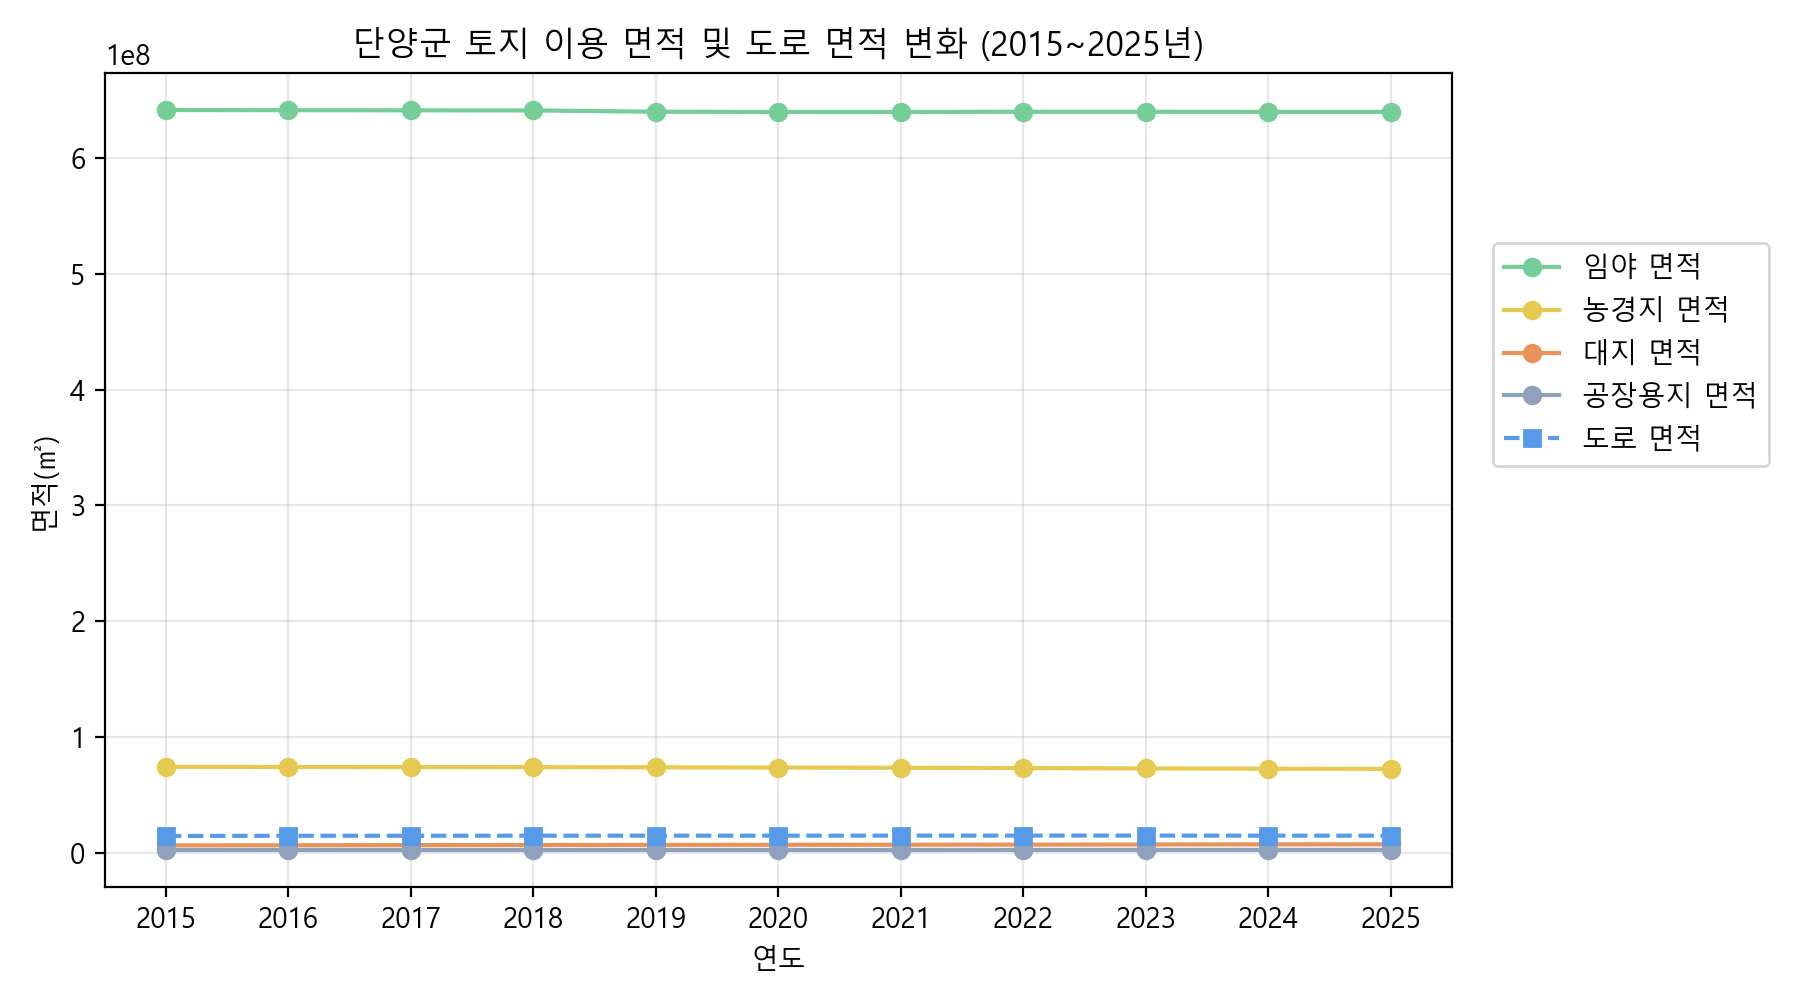 단양군 토지 이용 면적 및 도로 면적 변화 (2015~2025년)
1e8
6
5
4
3
2
1
0
면적(㎡)
2015 2016 2017 2018 2019 2020 2021 2022 2023 2024 2025
연도
임야 면적
농경지 면적
대지 면적
공장용지 면적
도로 면적